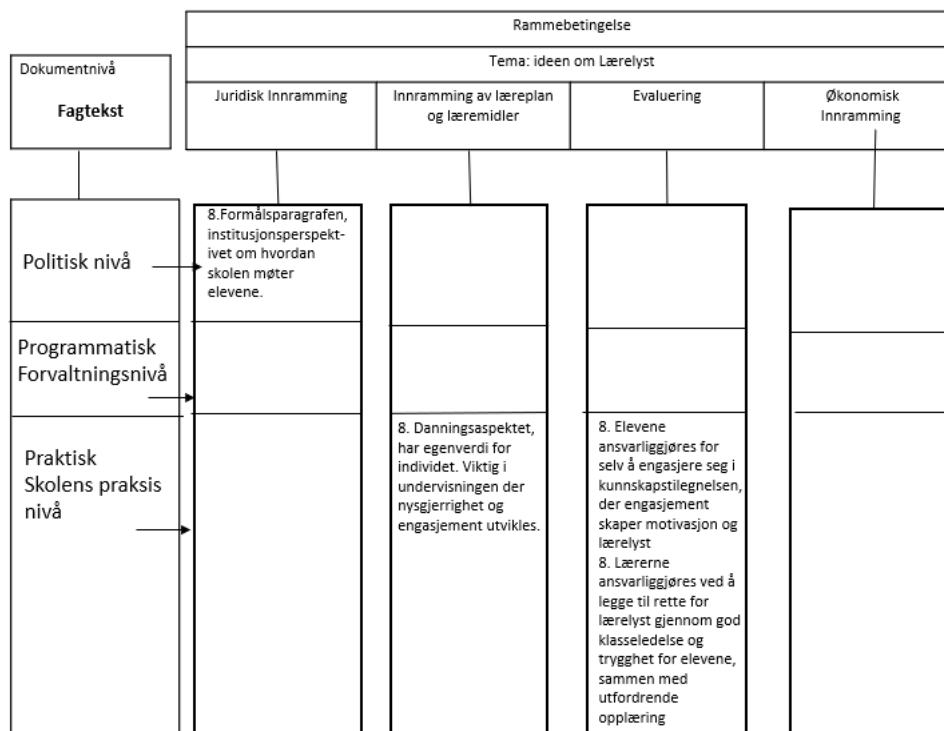 Rammebetingelse
Tema: ideen om Lærelyst
Dokumentnivå
Fagtekst
Juridisk Innramming
Innramming av læreplan
og læremidler
Evaluering
Økonomisk
Innramming
Politisk nivå
8.Formålsparagrafen,
institusjonsperspekt-
ivet om hvordan
skolen møter
elevene.
Programmatisk
Forvaltningsnivå
Praktisk
Skolens praksis
nivå
8. Danningsaspektet,
har egenverdi for
individet. Viktig i
undervisningen der
nysgjerrighet og
engasjement utvikles.
8. Elevene
ansvarliggjøres for
selv å engasjere seg i
kunnskapstilegnelsen,
der engasjement
skaper motivasjon og
lærelyst
8. Lærerne
ansvarliggjøres ved å
legge til rette for
lærelyst gjennom god
klasseledelse og
trygghet for elevene,
sammen med
utfordrende
opplæring